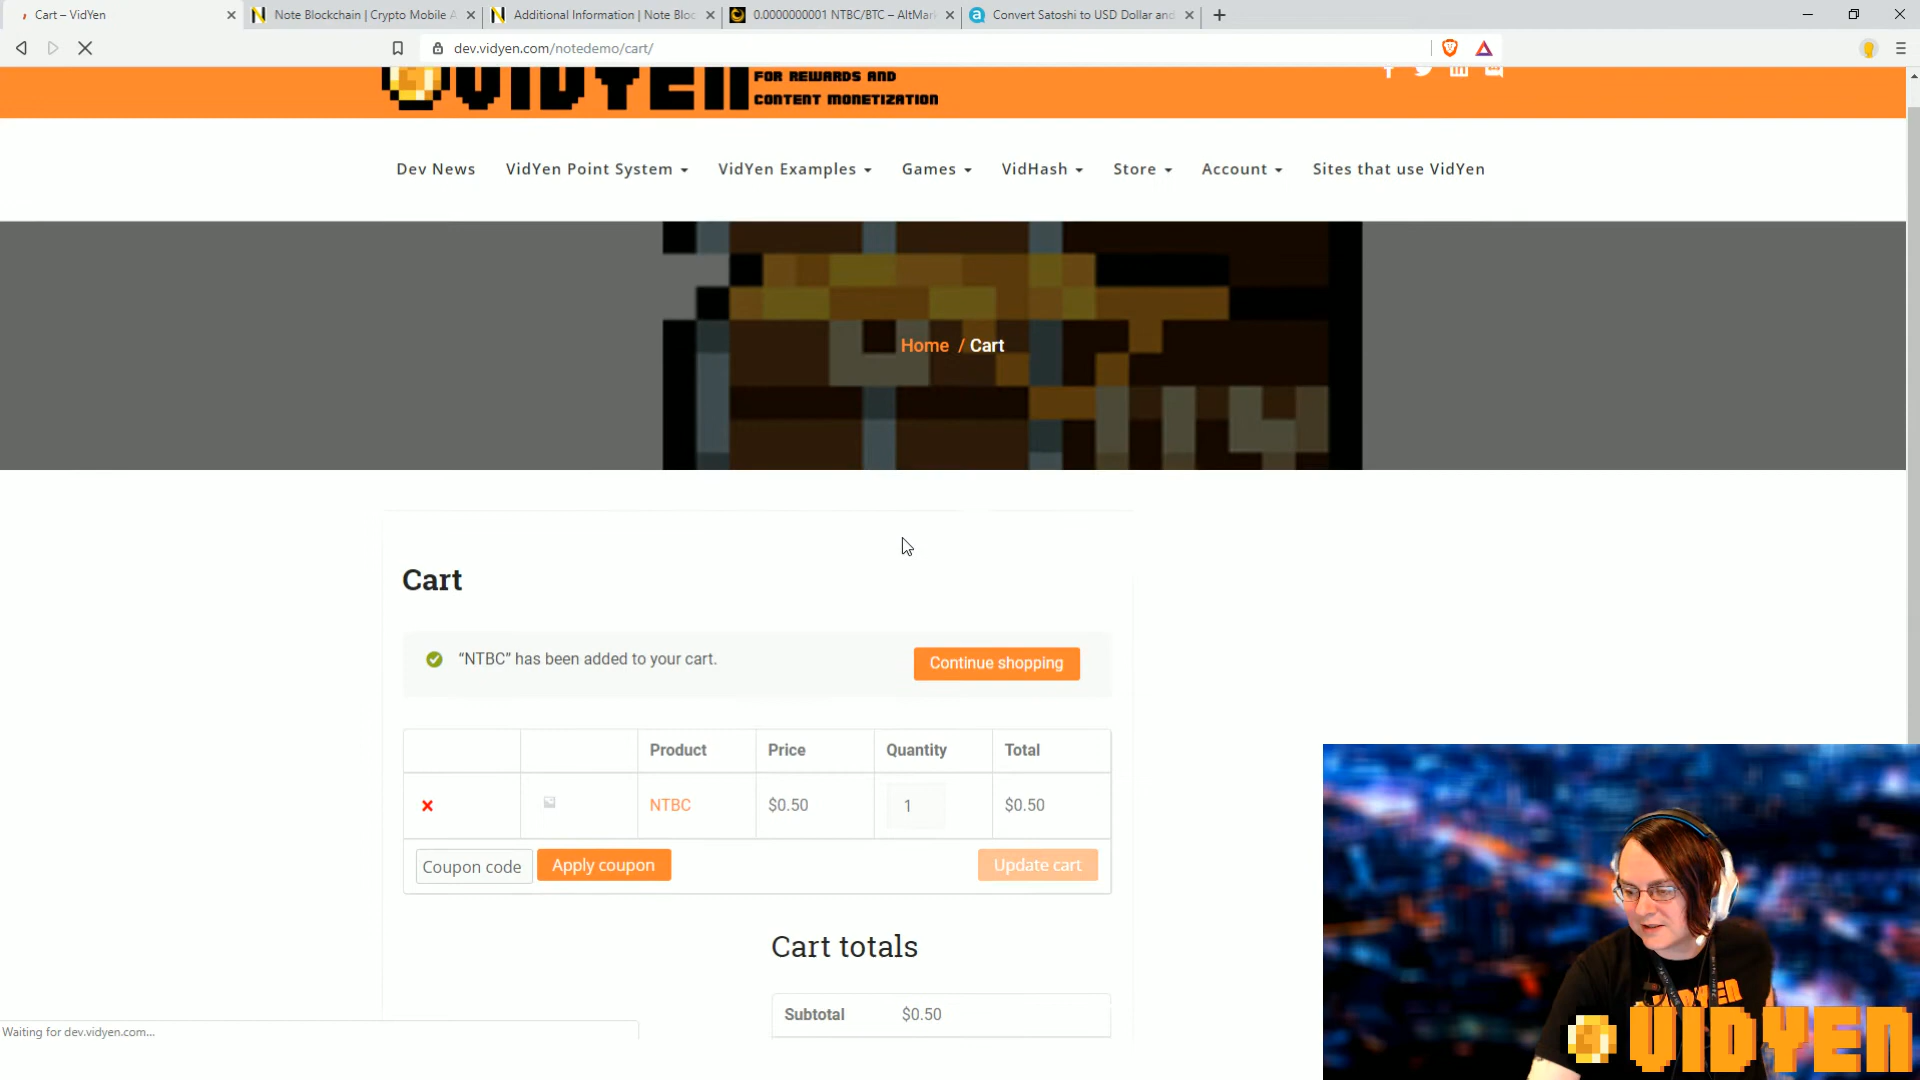 Cart – VidYen
Note Blockchain | Crypto Mobile A
Additional Information | Note Bloc
0.0000000001 NTBC/BTC – AltMar
Convert Satoshi to USD Dollar and
dev.vidyen.com/notedemo/cart/
VIDYEN
FOR REWARDS AND
CONTENT MONETIZATION
Dev News
VidYen Point System
VidYen Examples
Games
VidHash
Store
Account
Sites that use VidYen
Home / Cart
Cart
“NTBC” has been added to your cart.
Continue shopping
Product Price Quantity Total
× NTBC $0.50 1 $0.50
Coupon code
Apply coupon
Update cart
Cart totals
Subtotal $0.50
Waiting for dev.vidyen.com...
VIDYEN